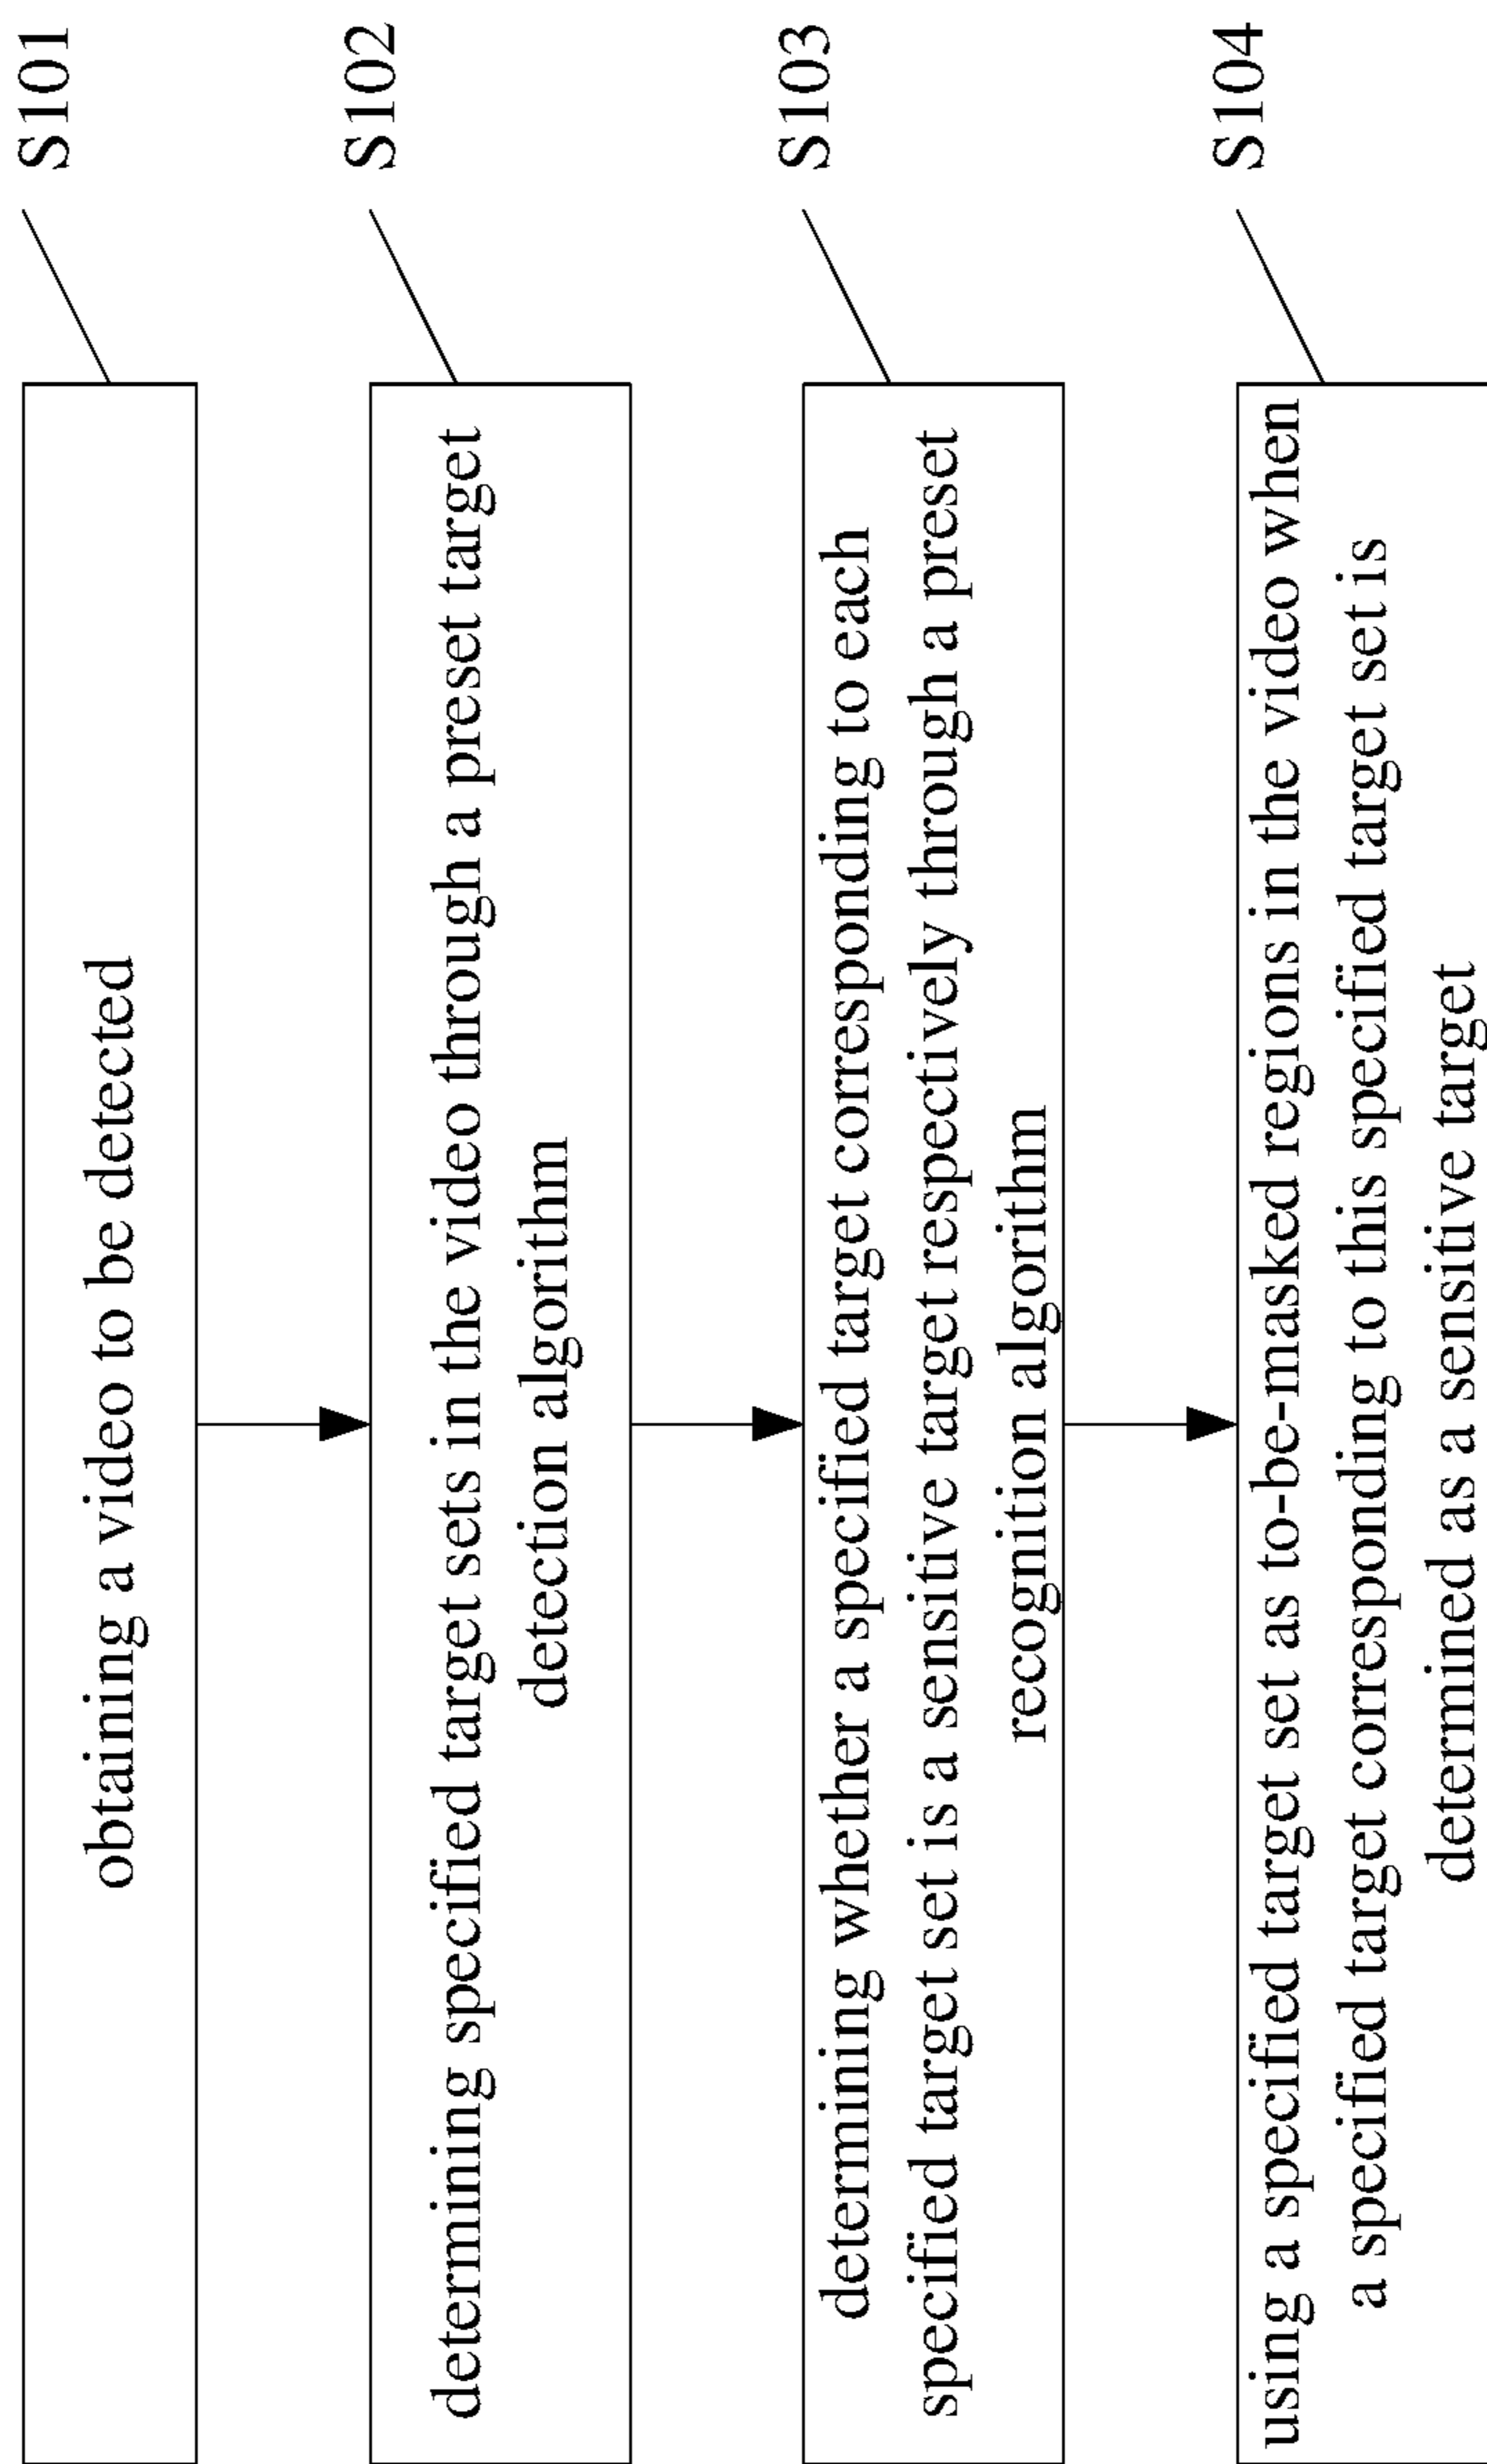 S101
obtaining a video to be detected
S102
determining specified target sets in the video through a preset target
detection algorithm
S103
determining whether a specified target corresponding to each
specified target set is a sensitive target respectively through a preset
recognition algorithm
S104
using a specified target set as to-be-masked regions in the video when
a specified target corresponding to this specified target set is
determined as a sensitive target